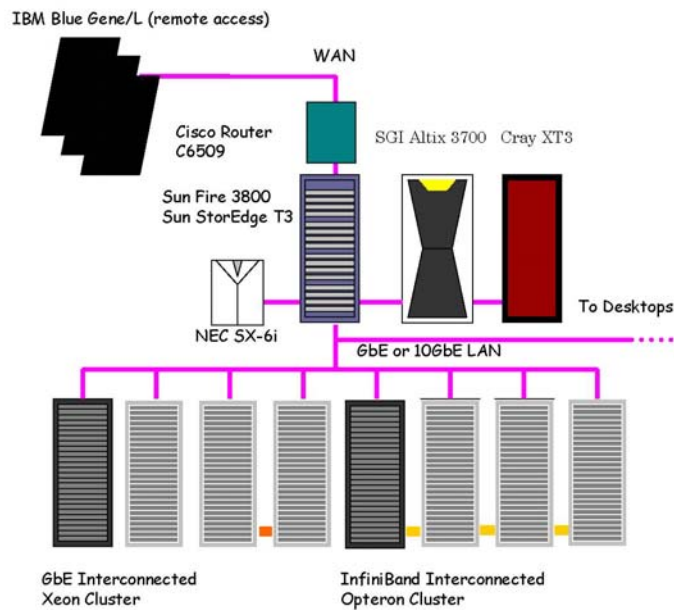 IBM Blue Gene/L (remote access)
WAN
Cisco Router
C6509
SGI Altix 3700
Cray XT3
Sun Fire 3800
Sun StorEdge T3
NEC SX-6i
To Desktops
GbE or 10GbE LAN
GbE Interconnected
Xeon Cluster
InfiniBand Interconnected
Opteron Cluster